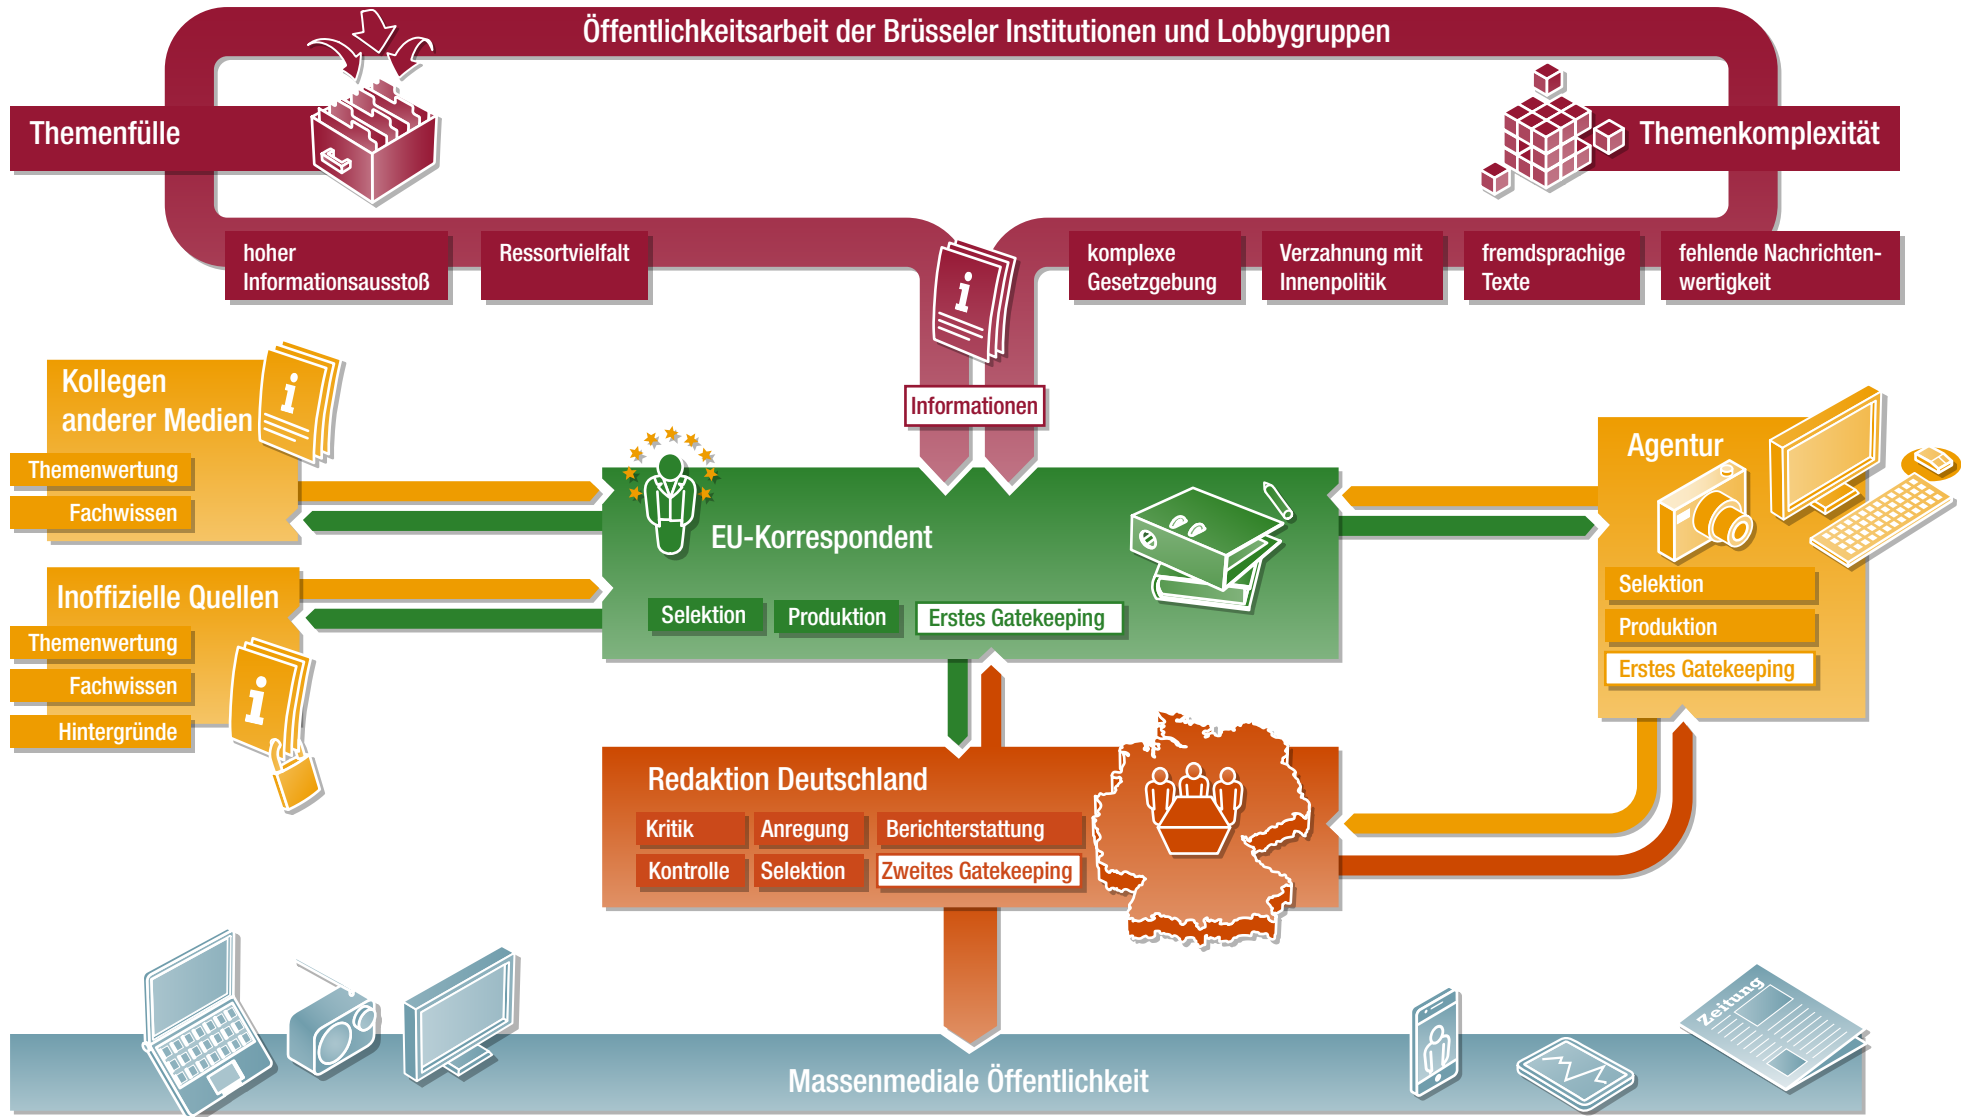 Öffentlichkeitsarbeit der Brüsseler Institutionen und Lobbygruppen
Themenfülle
Themenkomplexität
hoher
Informationsausstoß
Ressortvielfalt
komplexe
Gesetzgebung
Verzahnung mit
Innenpolitik
fremdsprachige
Texte
fehlende Nachrichten-
wertigkeit
Informationen
Kollegen
anderer Medien
Themenwertung
Fachwissen
Inoffizielle Quellen
Themenwertung
Fachwissen
Hintergründe
EU-Korrespondent
Selektion
Produktion
Erstes Gatekeeping
Agentur
Selektion
Produktion
Erstes Gatekeeping
Redaktion Deutschland
Kritik
Anregung
Berichterstattung
Kontrolle
Selektion
Zweites Gatekeeping
Zeitung
Massenmediale Öffentlichkeit